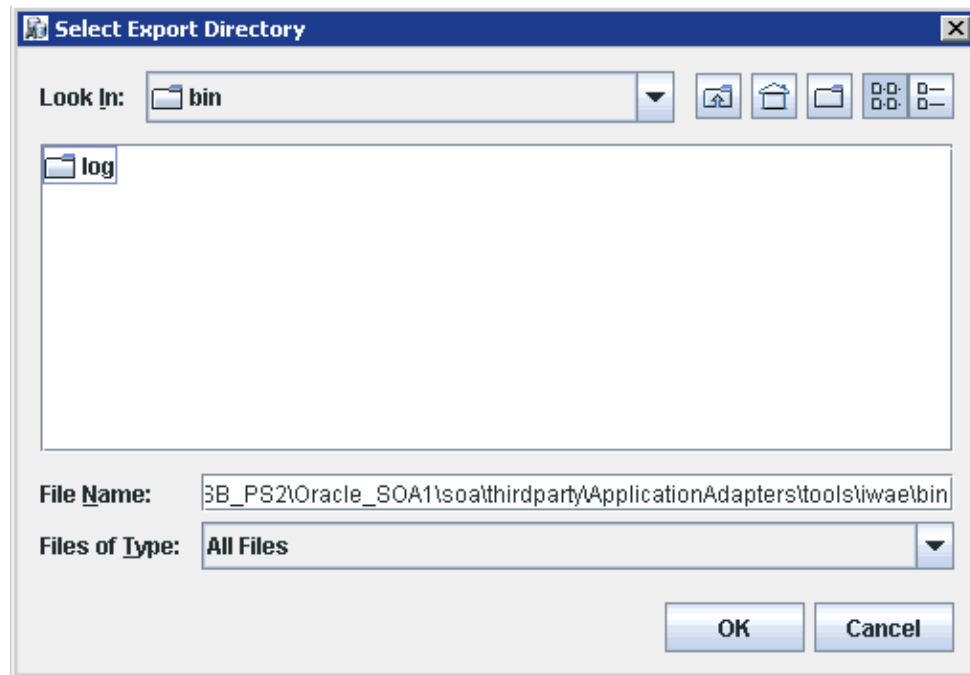 Select Export Directory
Look In: bin
log
File Name: BB_PS2\Oracle_SOA1\soa\thirdparty\ApplicationAdapters\tools\iwae\bin
Files of Type: All Files
OK Cancel